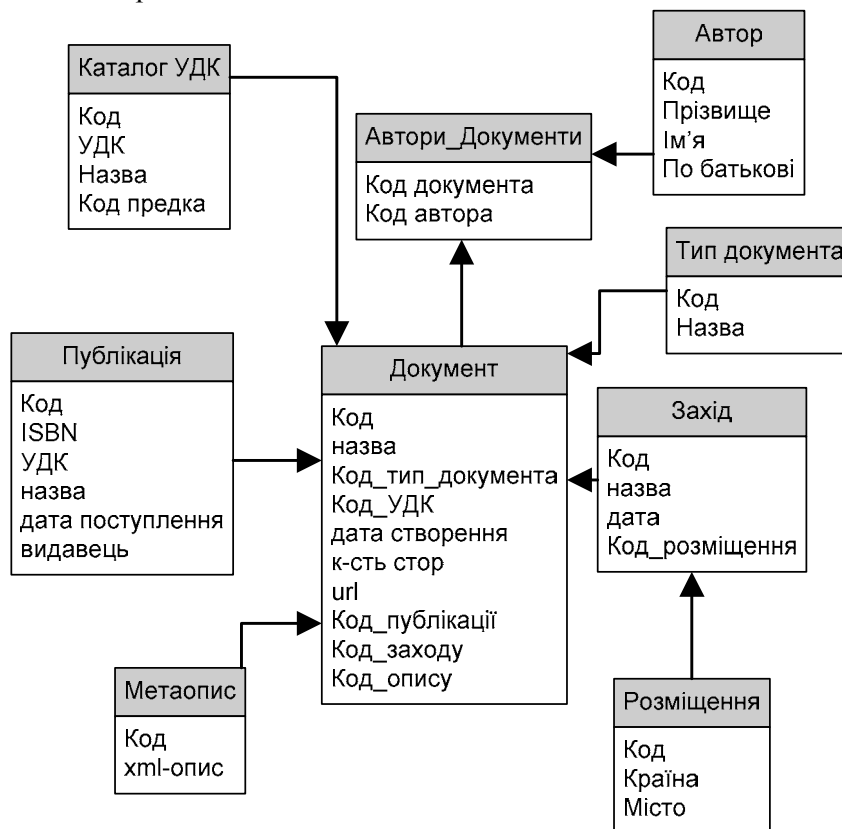 Каталог УДК
Код
УДК
Назва
Код предка
Автори_Документи
Код документа
Код автора
Автор
Код
Прізвище
Ім’я
По батькові
Тип документа
Код
Назва
Публікація
Код
ISBN
УДК
назва
дата поступлення
видавець
Документ
Код
назва
Код_тип_документа
Код_УДК
дата створення
к-сть стор
url
Код_публікації
Код_заходу
Код_опису
Захід
Код
назва
дата
Код_розміщення
Метаопис
Код
xml-опис
Розміщення
Код
Країна
Місто